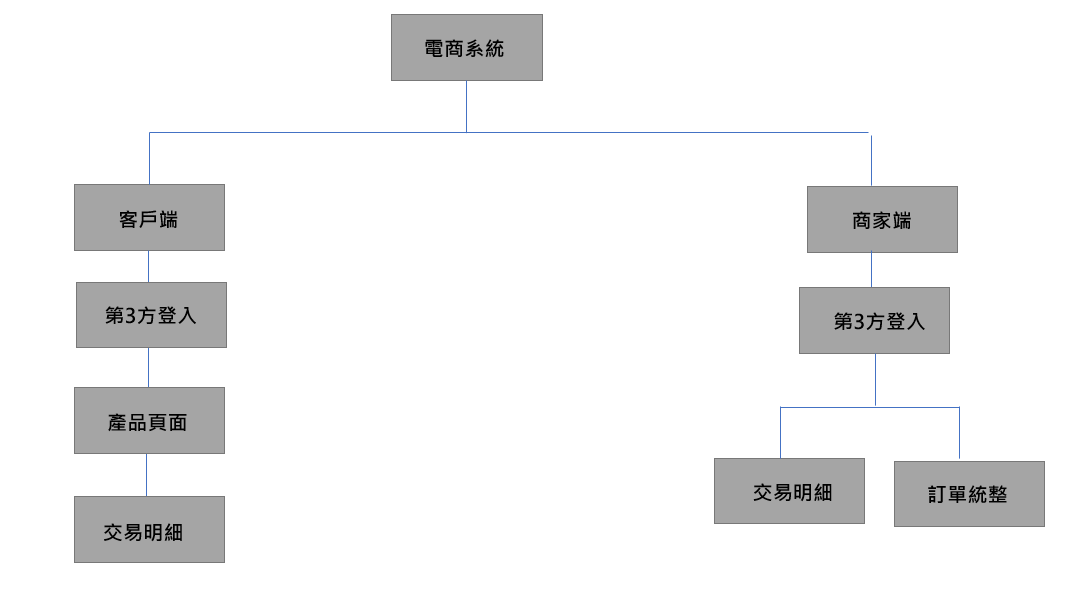 電商系統
客戶端
商家端
第3方登入
第3方登入
產品頁面
交易明細
訂單統整
交易明細